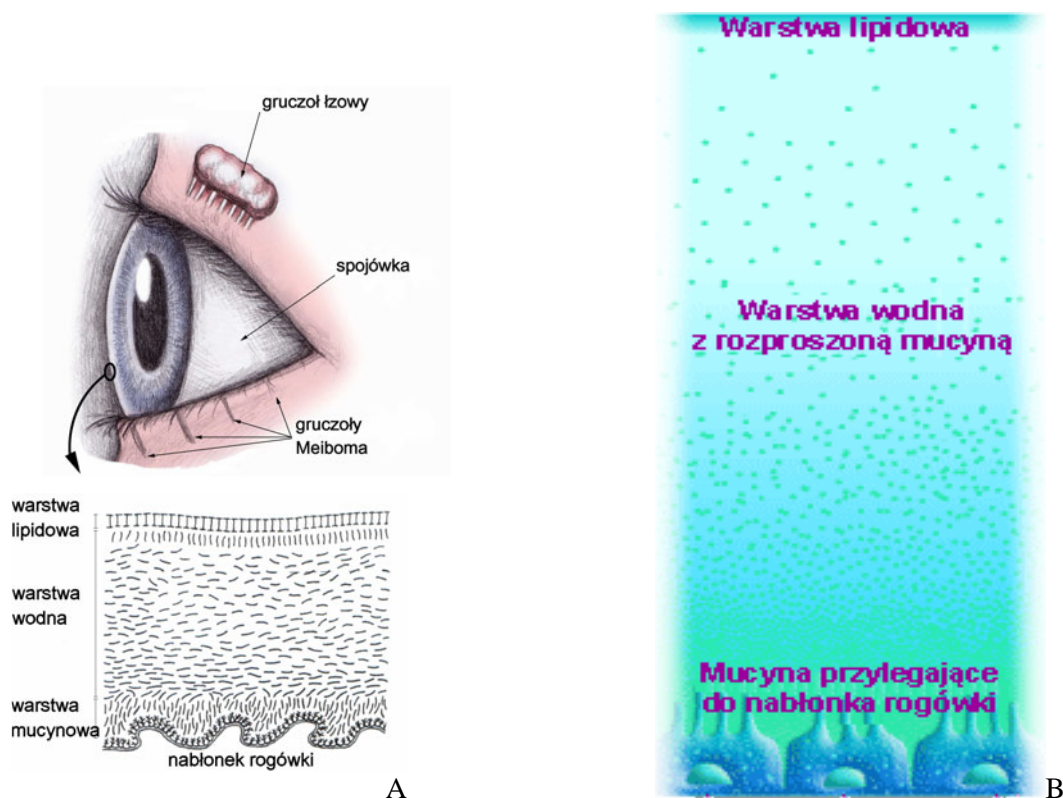 gruczoł łzowy
spojówka
gruczoły
Meiboma
warstwa
lipidowa
warstwa
wodna
warstwa
mucynowa
nabłonek rogówki
A
Warstwa lipidowa
Warstwa wodna
z rozproszoną mucyną
Mucyna przylegające
do nabłonka rogówki
B